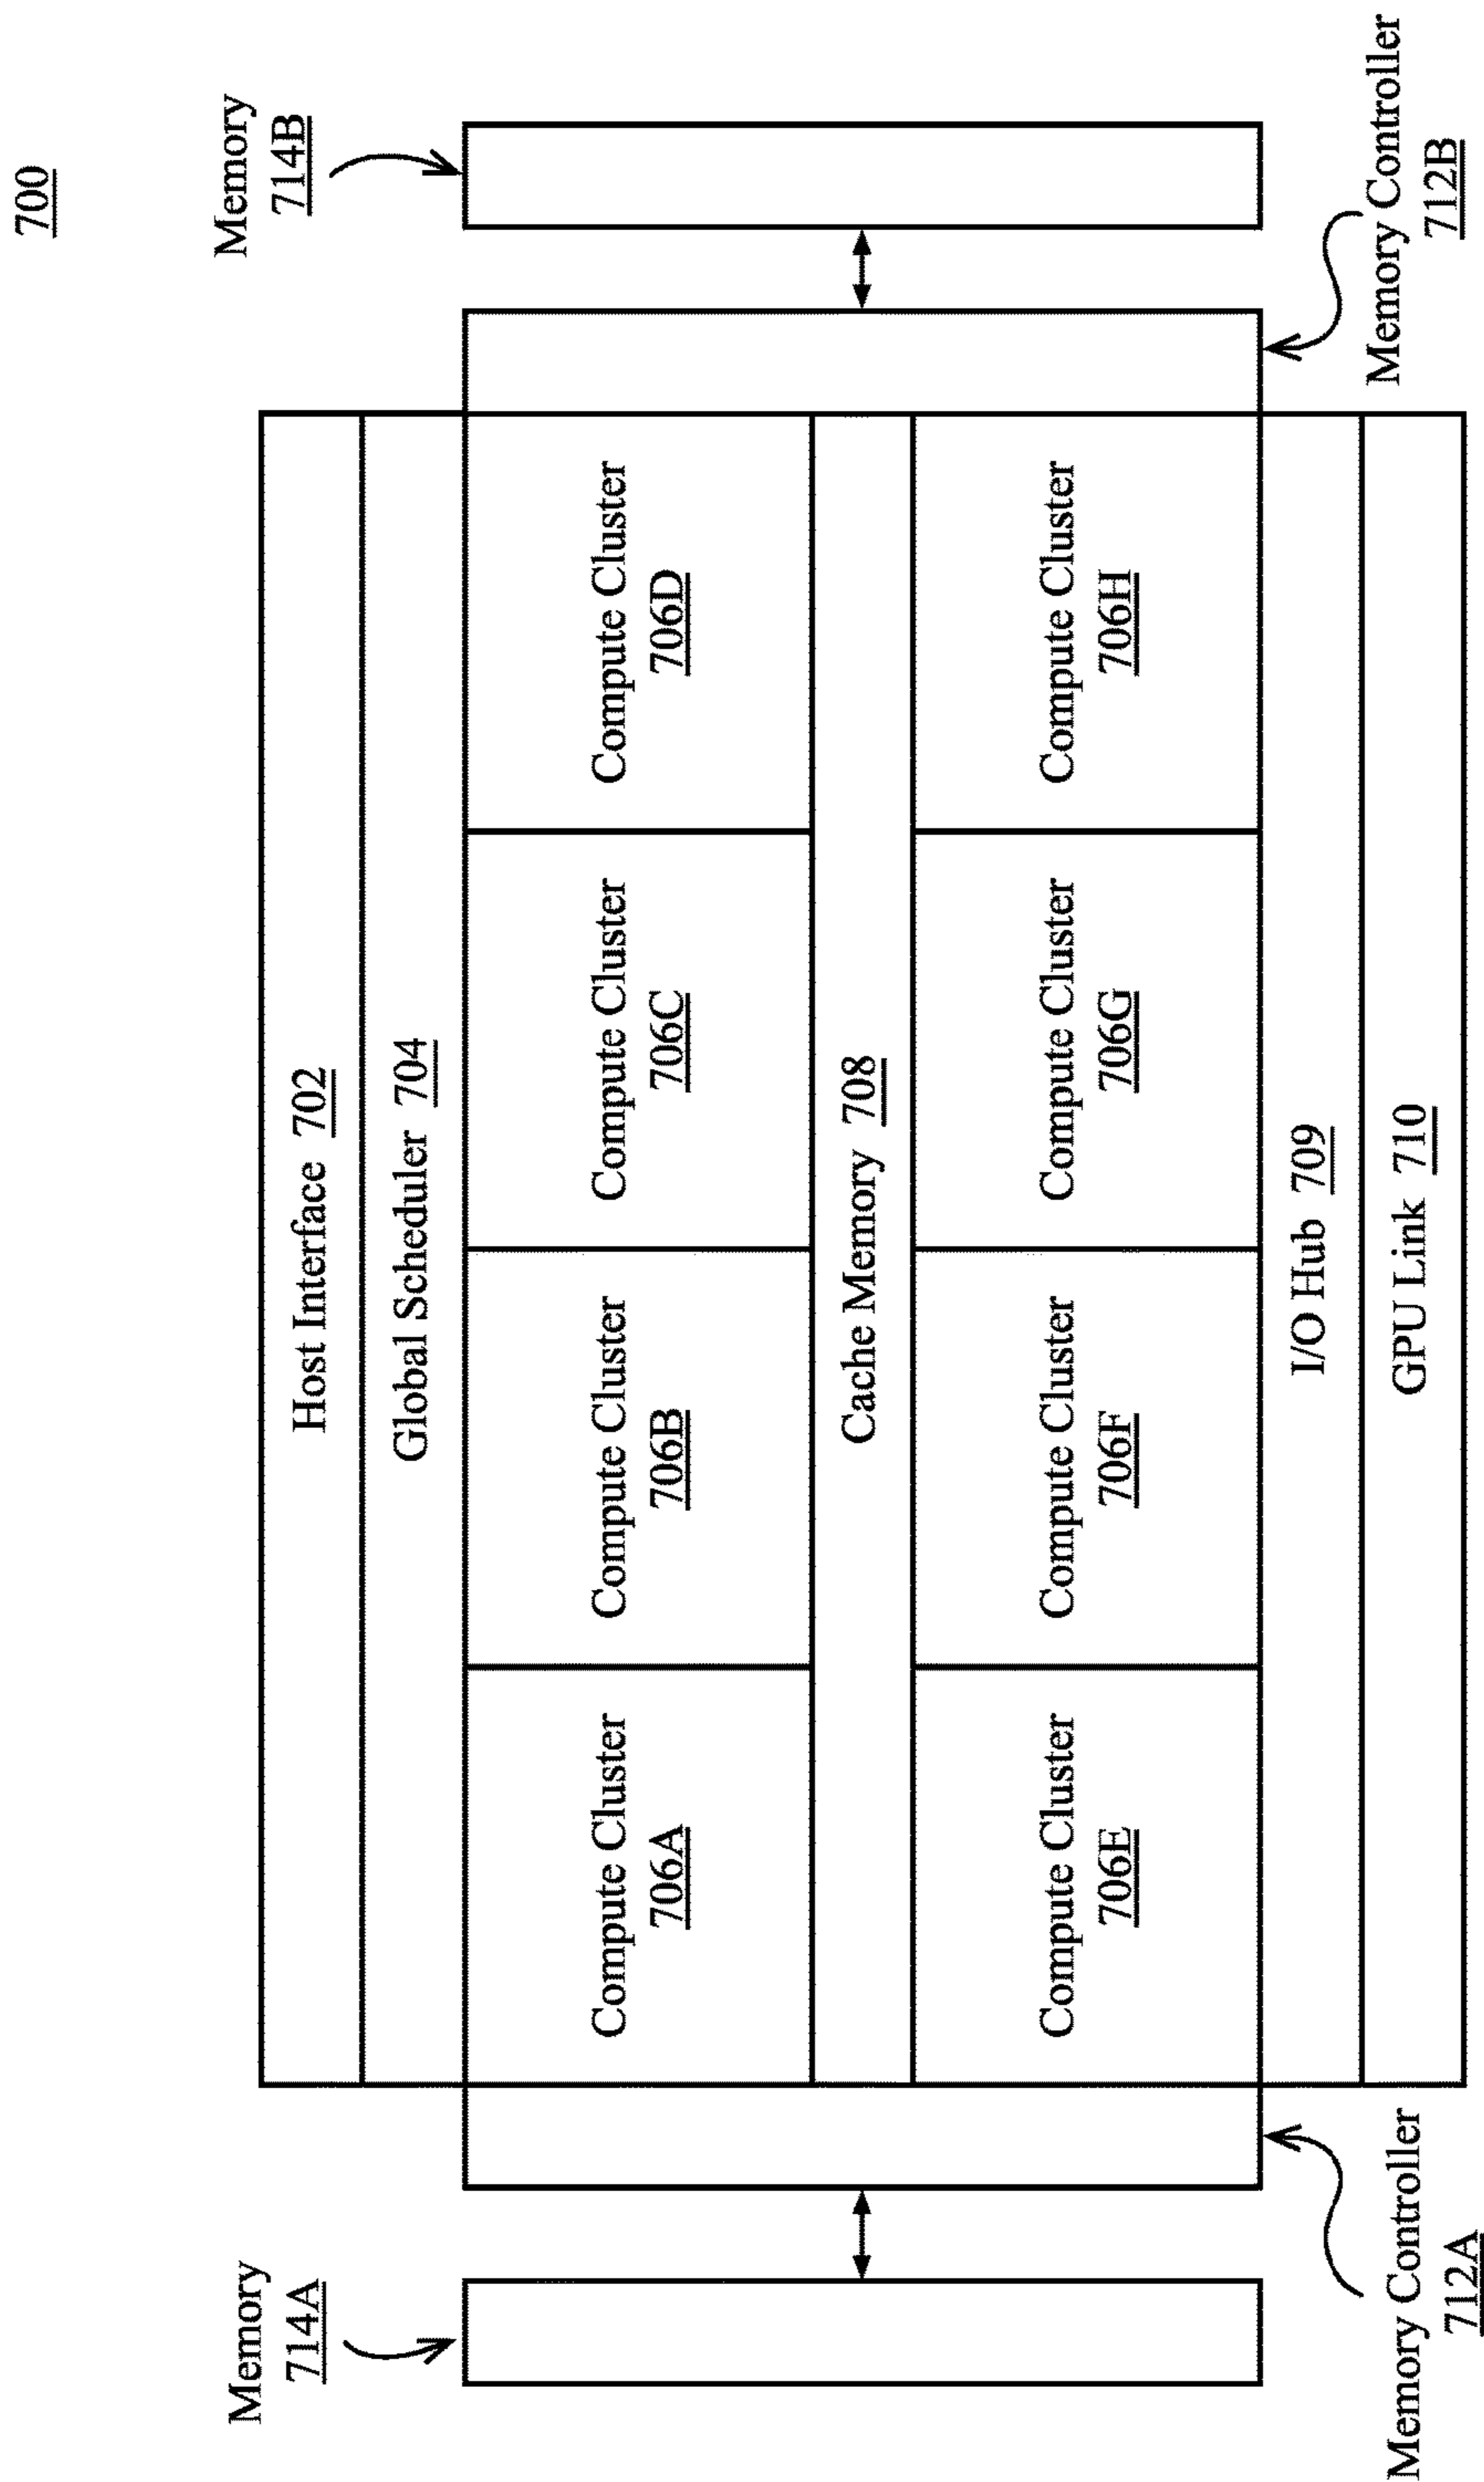 700
Host Interface 702
Global Scheduler 704
Compute Cluster
706A
Compute Cluster
706B
Compute Cluster
706C
Compute Cluster
706D
Cache Memory 708
Compute Cluster
706E
Compute Cluster
706F
Compute Cluster
706G
Compute Cluster
706H
I/O Hub 709
GPU Link 710
Memory
714A
Memory
714B
Memory Controller
712A
Memory Controller
712B